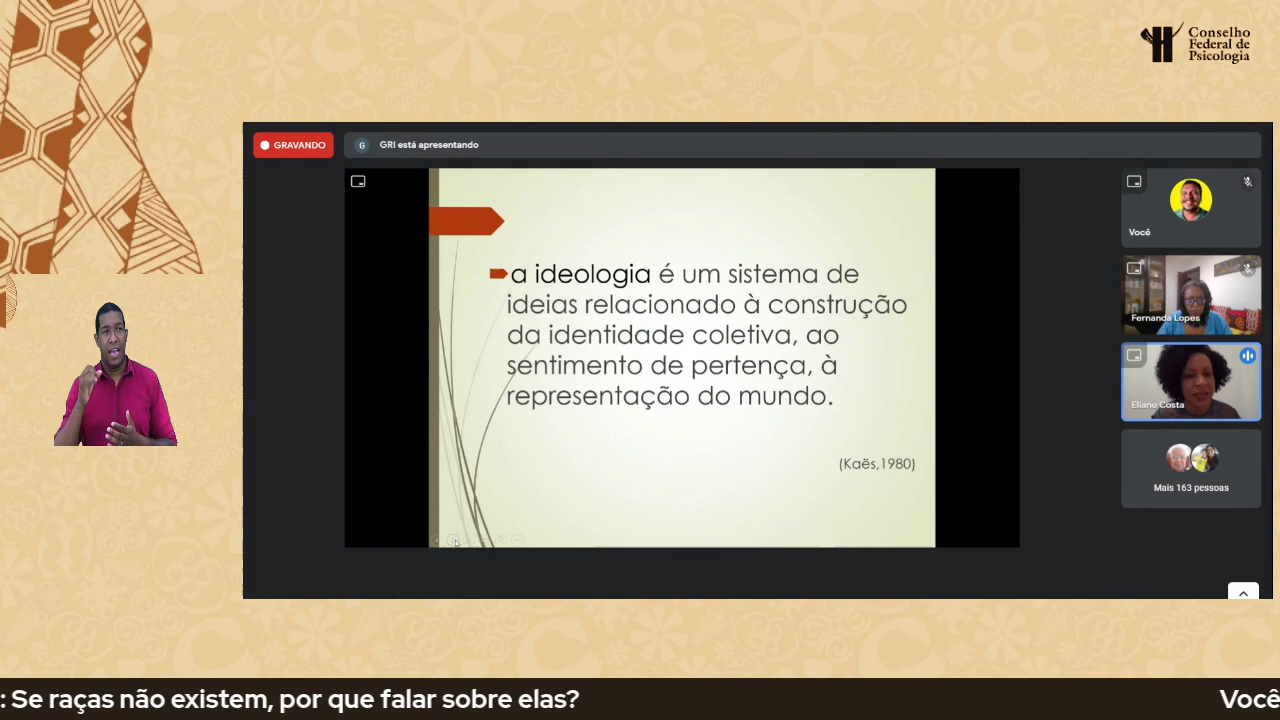 Conselho
Federal de
Psicologia
GRAVANDO
G
GRI está apresentando
a ideologia é um sistema de
ideias relacionado à construção
da identidade coletiva, ao
sentimento de pertença, à
representação do mundo.
(Kaës,1980)
Você
Fernanda Lopes
Eliane Costa
Mais 163 pessoas
: Se raças não existem, por que falar sobre elas?
Você